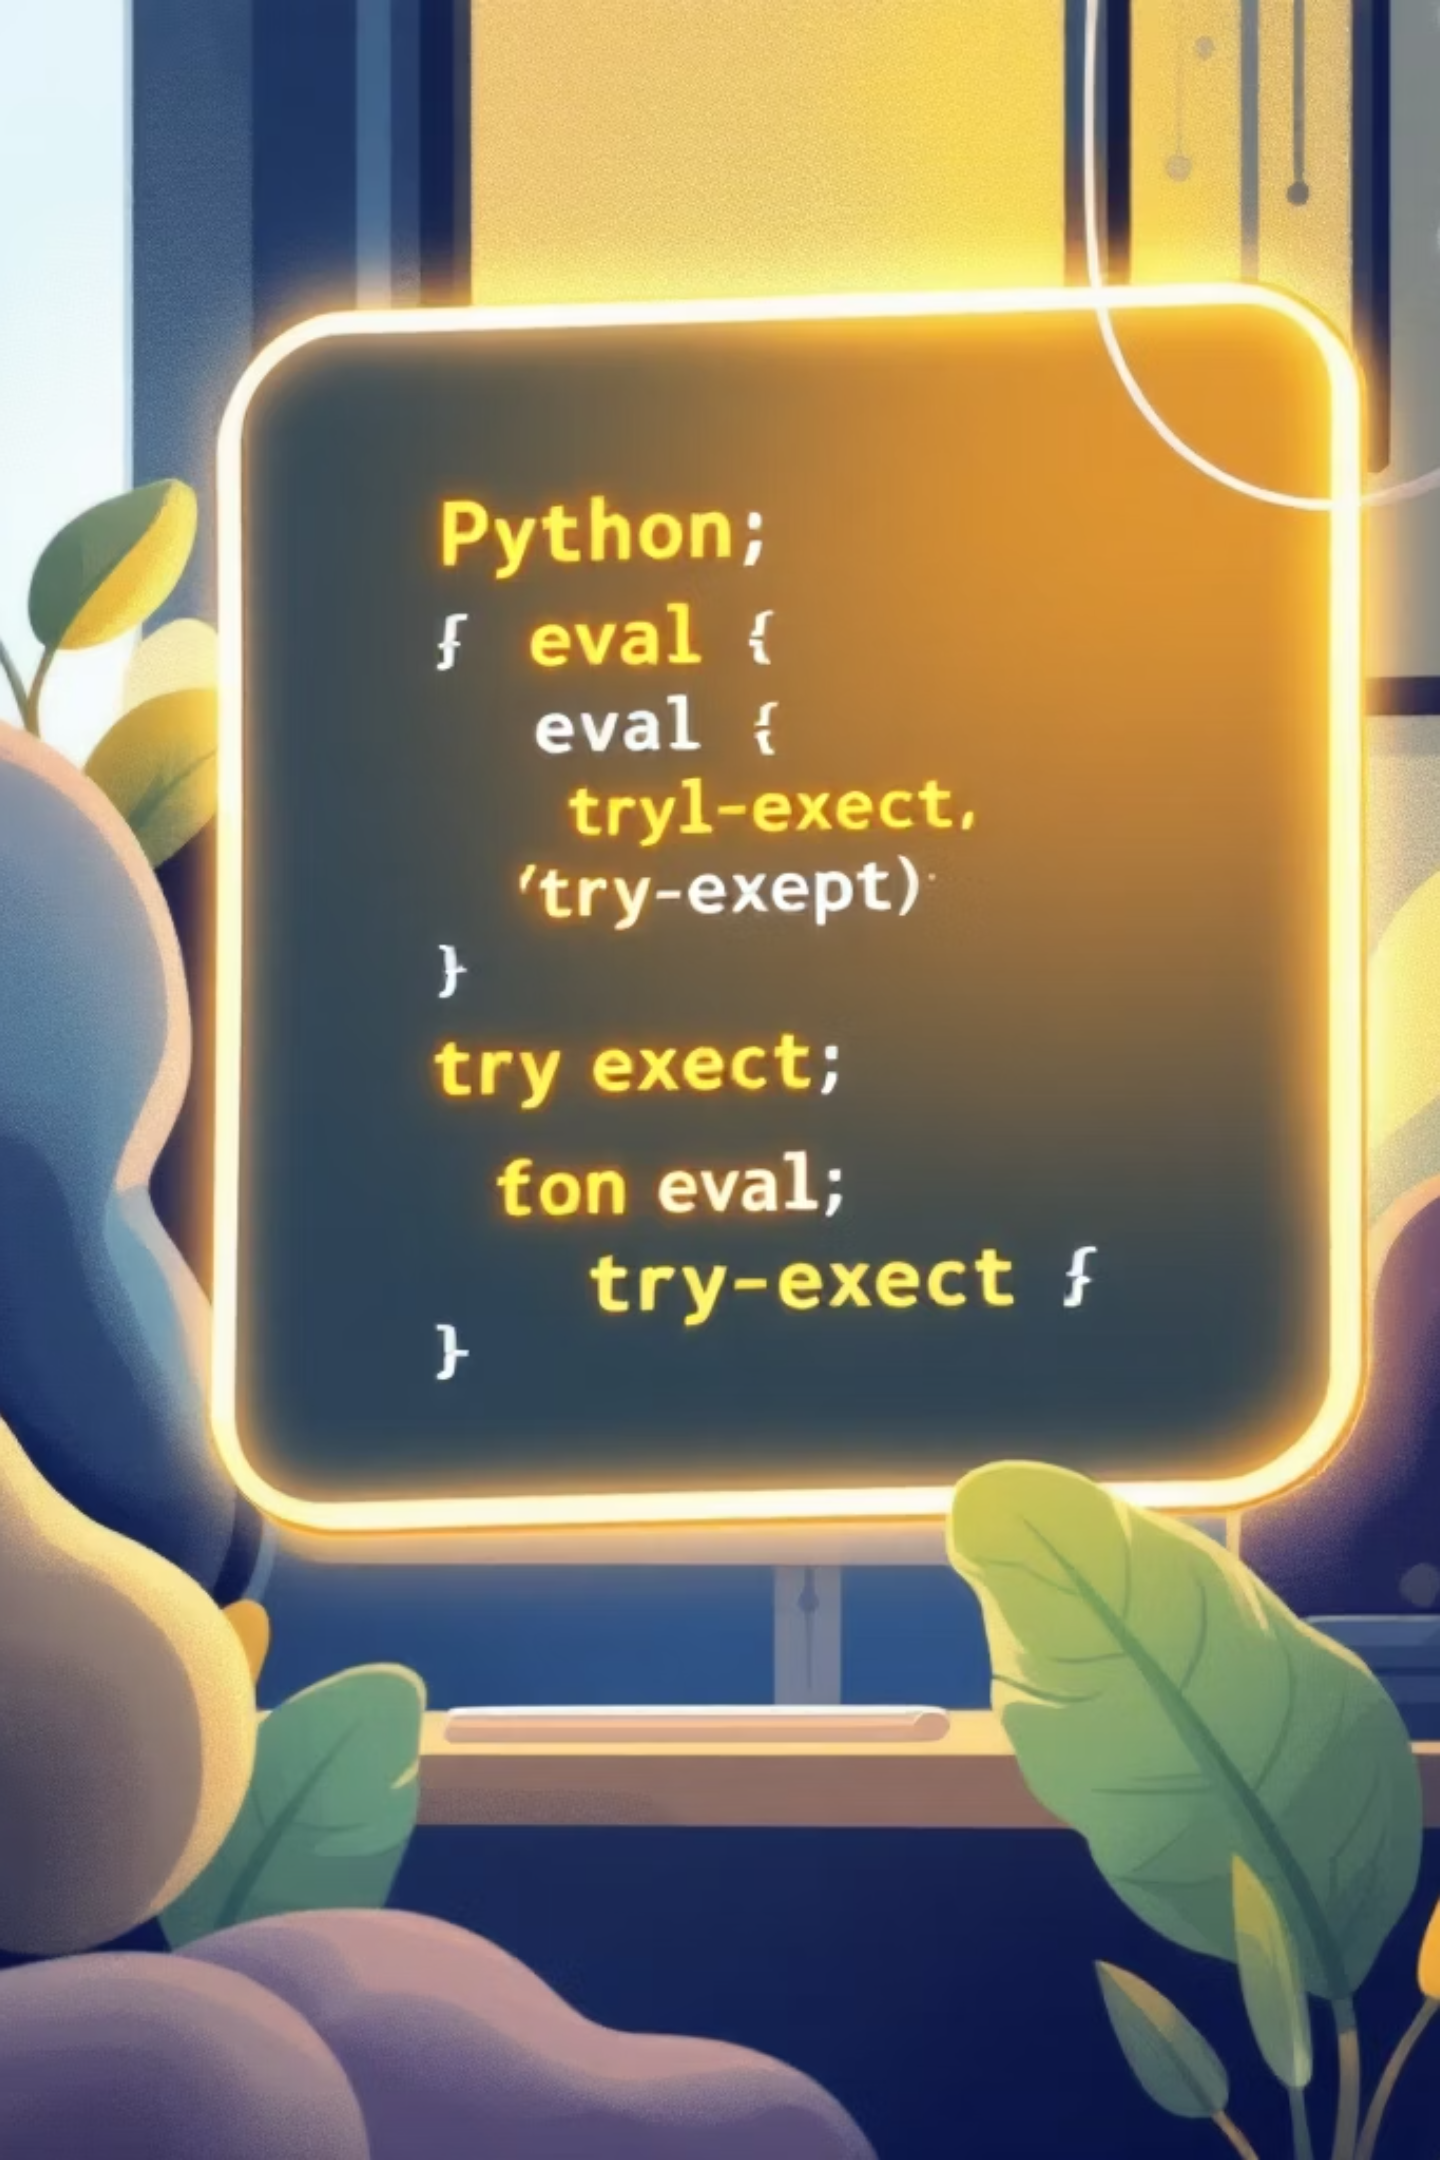 Python;
{ eval {
eval {
tryl-exect,
'try-exept)
}
try exect;
fon eval;
try-exect {
}